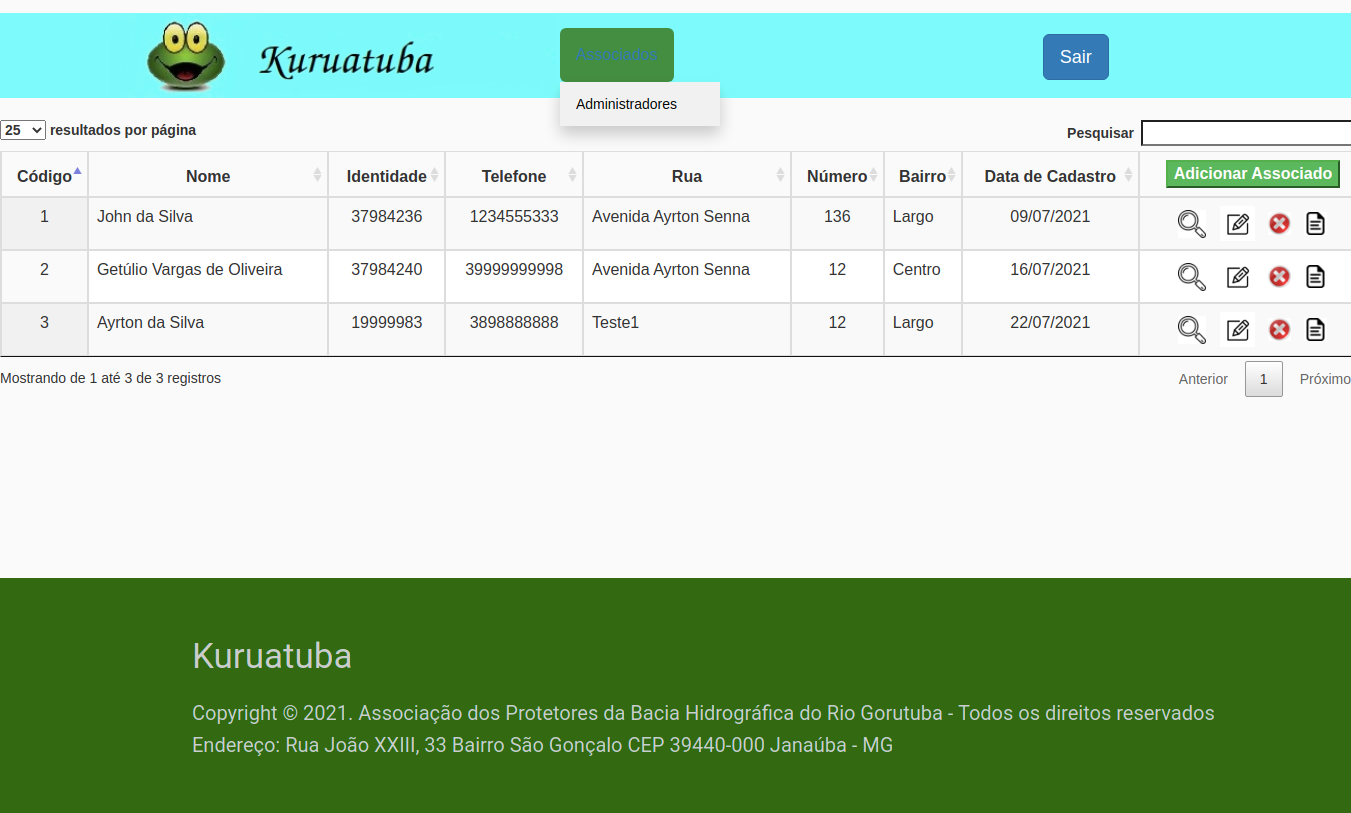 Kuruatuba
Associados
Sair
Administradores
25 resultados por página
Pesquisar
Código Nome Identidade Telefone Rua Número Bairro Data de Cadastro Adicionar Associado
1 John da Silva 37984236 1234555333 Avenida Ayrton Senna 136 Largo 09/07/2021
2 Getúlio Vargas de Oliveira 37984240 39999999998 Avenida Ayrton Senna 12 Centro 16/07/2021
3 Ayrton da Silva 19999983 3898888888 Teste1 12 Largo 22/07/2021
Mostrando de 1 até 3 de 3 registros
Anterior 1 Próximo
Kuruatuba
Copyright © 2021. Associação dos Protetores da Bacia Hidrográfica do Rio Gorutuba - Todos os direitos reservados
Endereço: Rua João XXIII, 33 Bairro São Gonçalo CEP 39440-000 Janaúba - MG